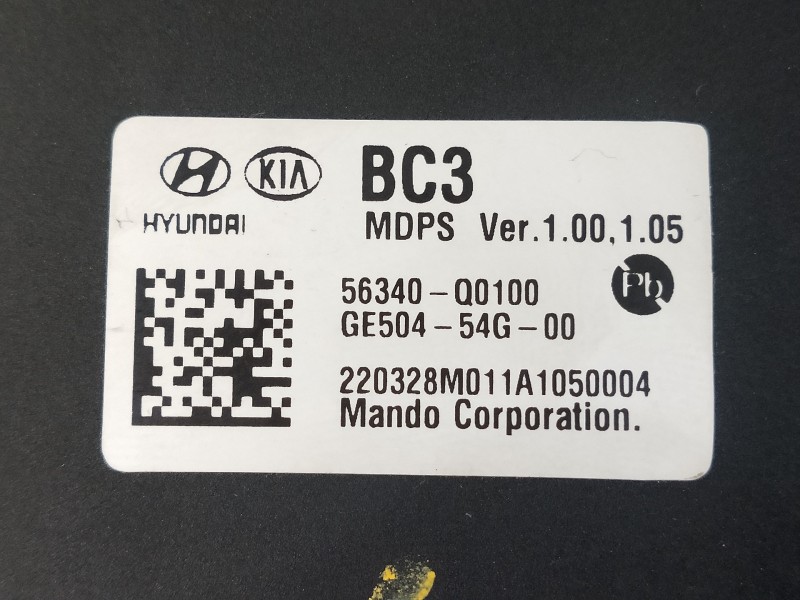 KIA BC3
HYUNDAI MDPS Ver.1.00,1.05
56340-Q0100 Pb
GE504-54G-00
220328M011A1050004
Mando Corporation.